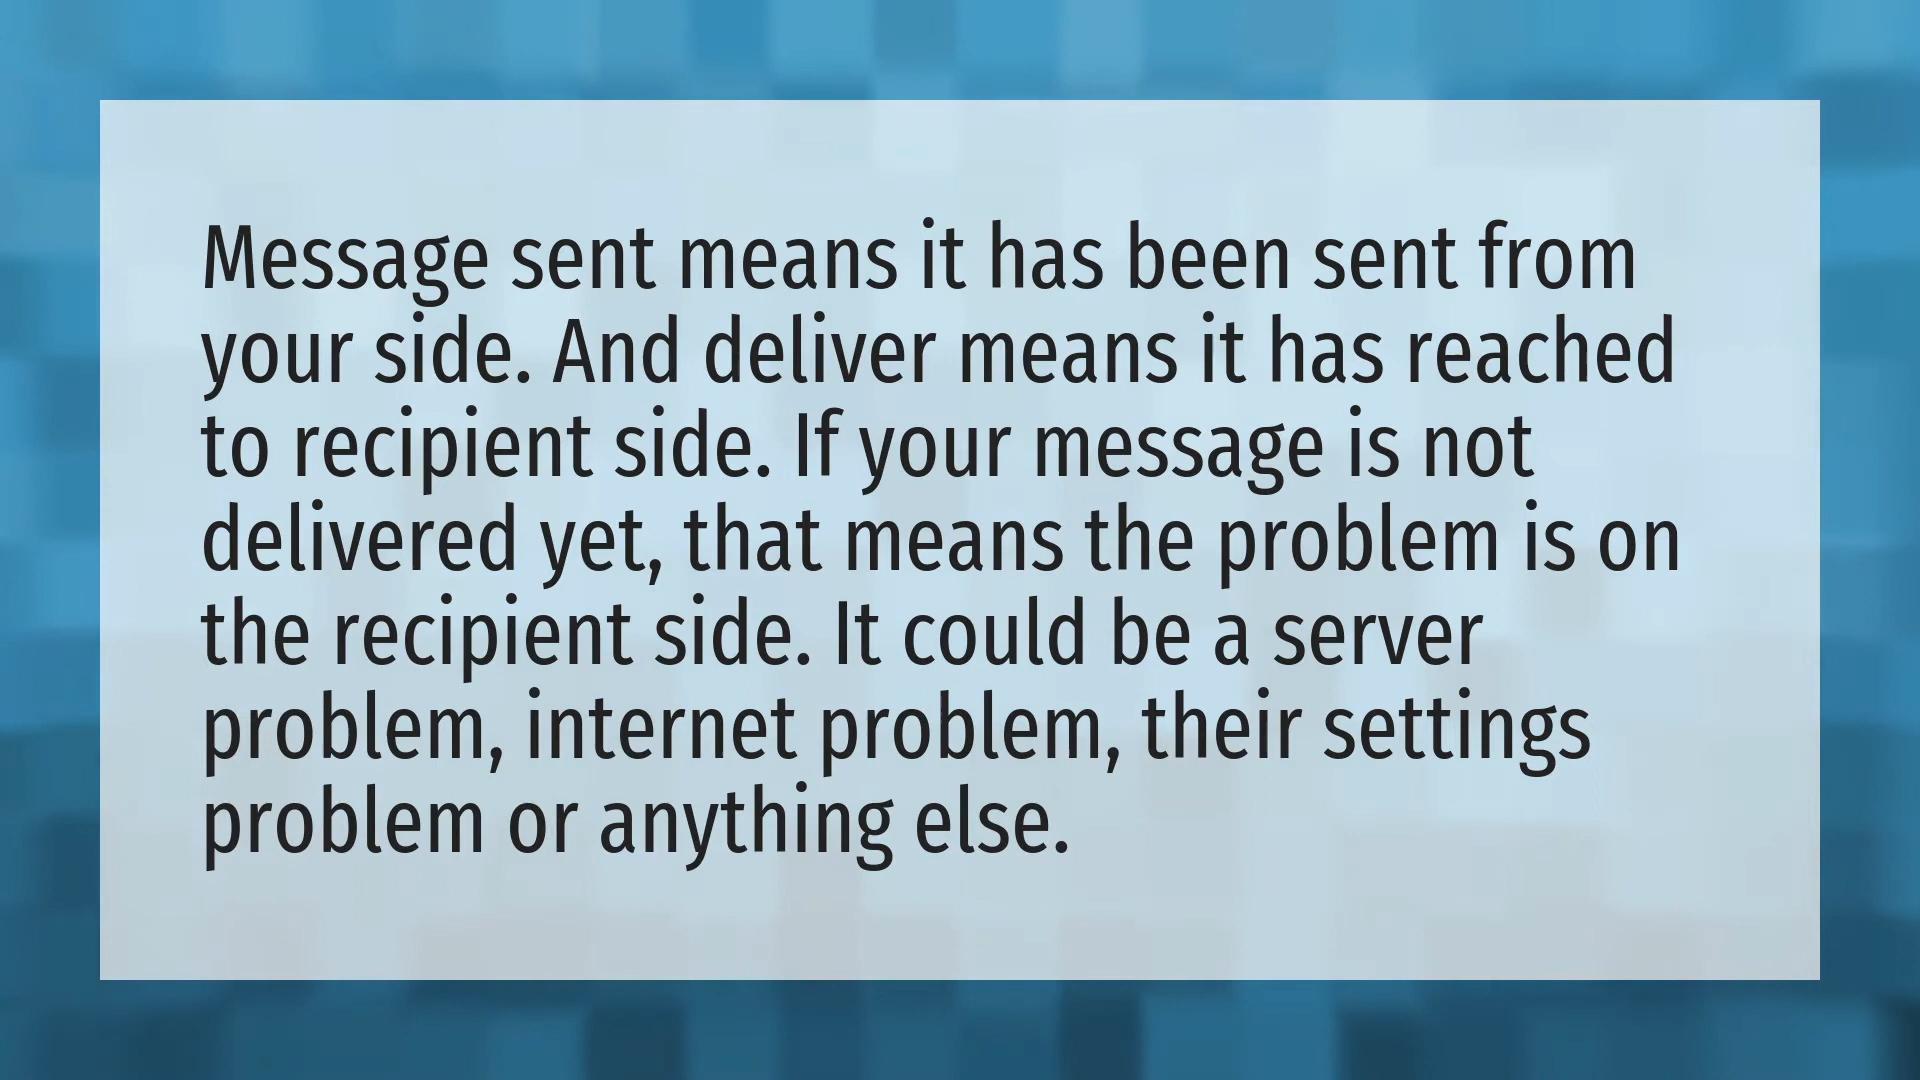 Message sent means it has been sent from
your side. And deliver means it has reached
to recipient side. If your message is not
delivered yet, that means the problem is on
the recipient side. It could be a server
problem, internet problem, their settings
problem or anything else.